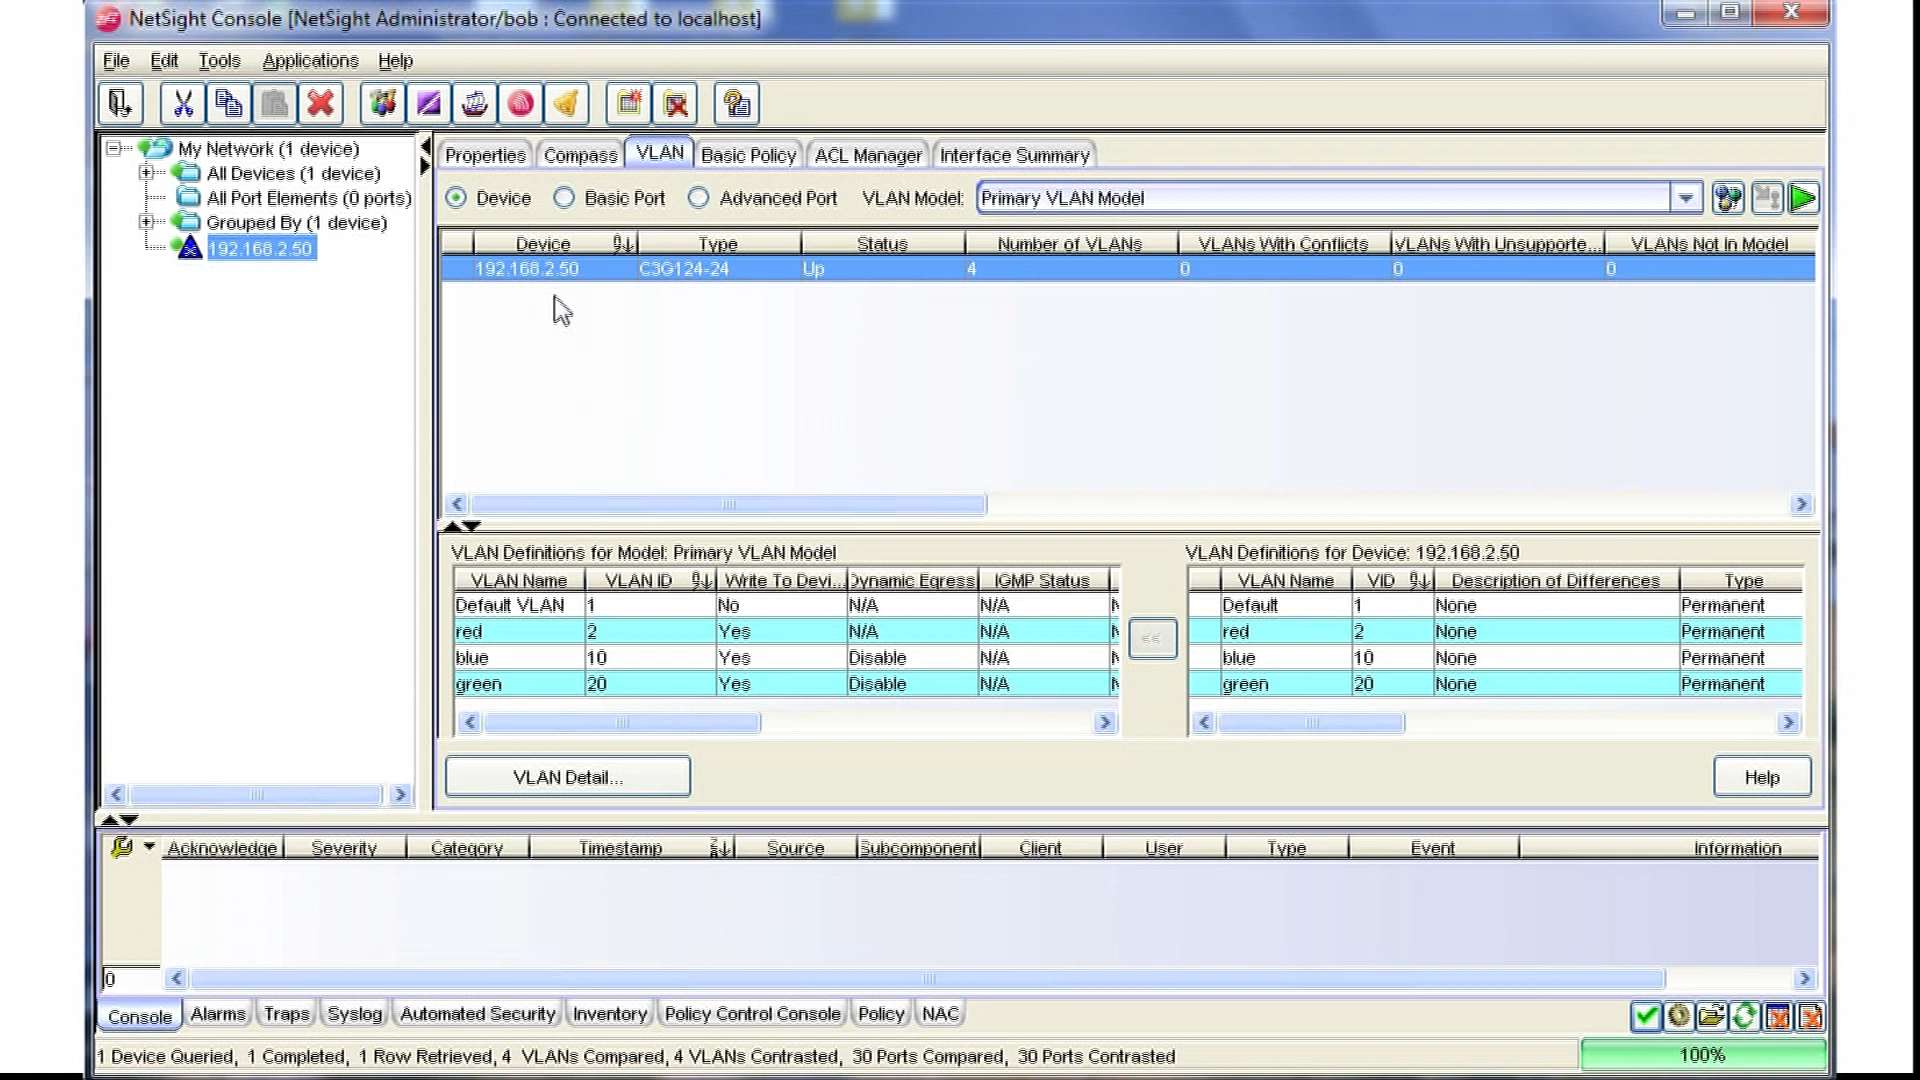 NetSight Console [NetSight Administrator/bob : Connected to localhost]
File Edit Tools Applications Help
My Network (1 device)
All Devices (1 device)
All Port Elements (0 ports)
Grouped By (1 device)
192.168.2.50
Properties Compass VLAN Basic Policy ACL Manager Interface Summary
Device Basic Port Advanced Port VLAN Model: Primary VLAN Model
Device Type Status Number of VLANs VLANs With Conflicts VLANs With Unsupporte... VLANs Not In Model
192.168.2.50 C3G124-24 Up 4 0 0 0
VLAN Definitions for Model: Primary VLAN Model
VLAN Name VLAN ID Write To Devi... Dynamic Egress IGMP Status
Default VLAN 1 No N/A N/A
red 2 Yes N/A N/A
blue 10 Yes Disable N/A
green 20 Yes Disable N/A
<<
VLAN Definitions for Device: 192.168.2.50
VLAN Name VID Description of Differences Type
Default 1 None Permanent
red 2 None Permanent
blue 10 None Permanent
green 20 None Permanent
VLAN Detail... Help
Acknowledge Severity Category Timestamp Source Subcomponent Client User Type Event Information
0
Console Alarms Traps Syslog Automated Security Inventory Policy Control Console Policy NAC
1 Device Queried, 1 Completed, 1 Row Retrieved, 4 VLANs Compared, 4 VLANs Contrasted, 30 Ports Compared, 30 Ports Contrasted 100%